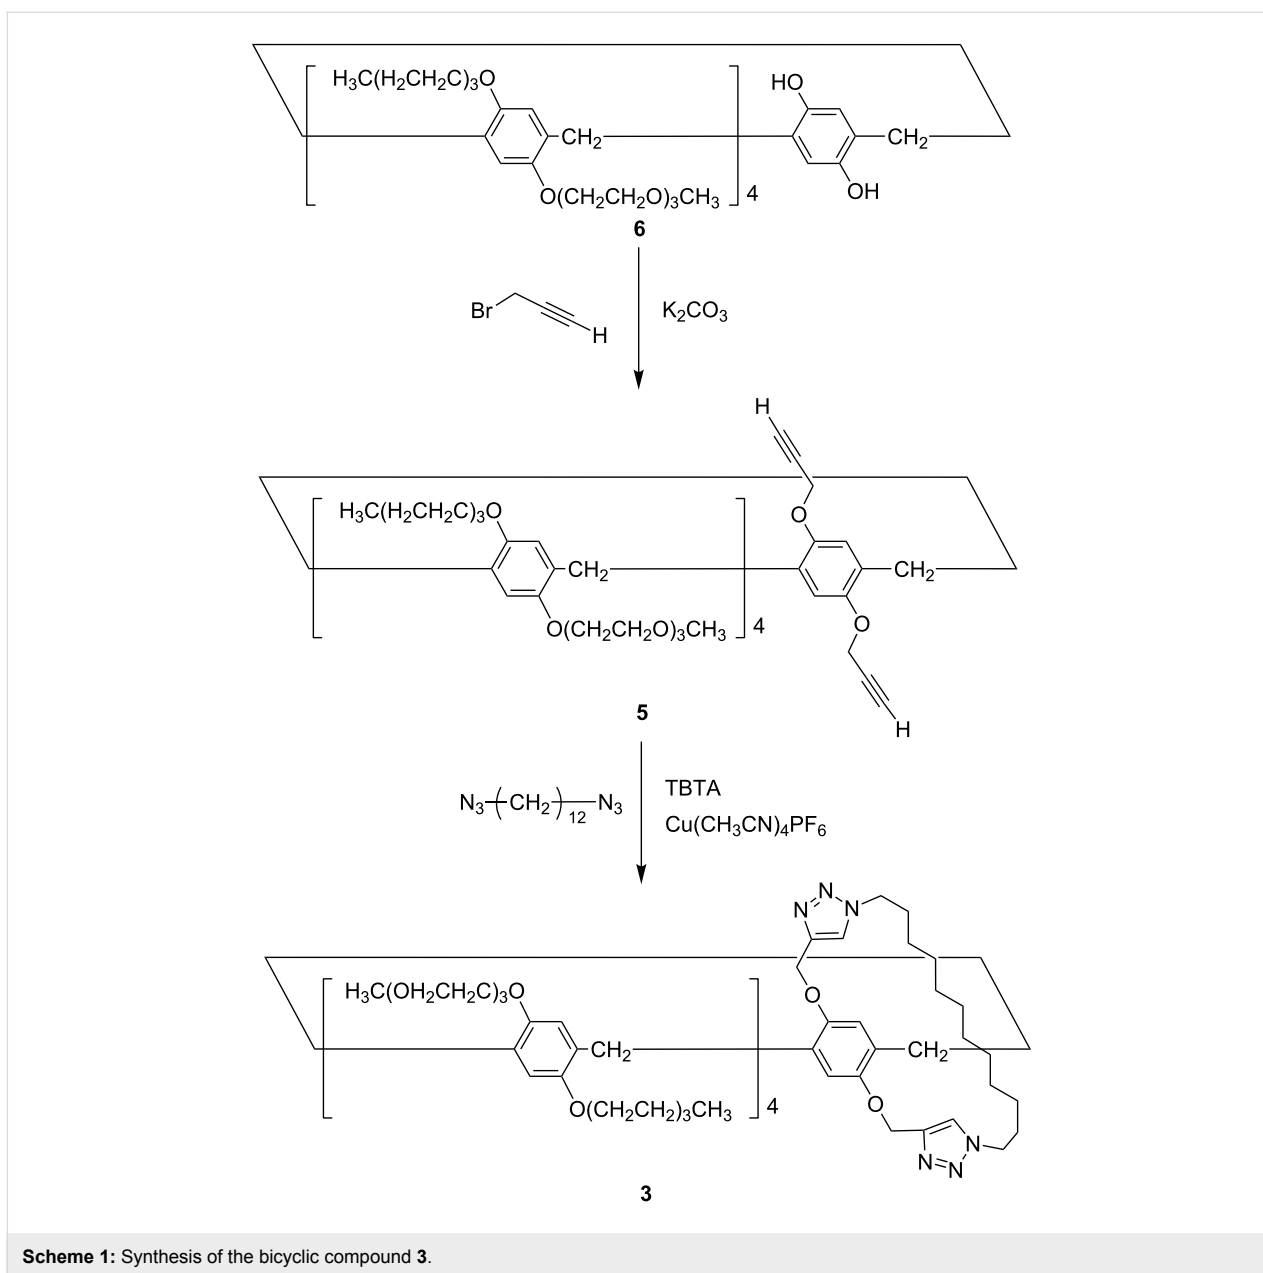 H₃C(H₂CH₂C)₃O HO
CH₂ CH₂
O(CH₂CH₂O)₃CH₃ 4 OH
6
Br H K₂CO₃
H
H₃C(H₂CH₂C)₃O O
CH₂ CH₂
O(CH₂CH₂O)₃CH₃ 4 O
H
5
N₃ (CH₂)₁₂ N₃ TBTA
Cu(CH₃CN)₄PF₆
N N N
H₃C(OH₂CH₂C)₃O O
CH₂ CH₂
O(CH₂CH₂)₃CH₃ 4 O
N N N
3
Scheme 1: Synthesis of the bicyclic compound 3.